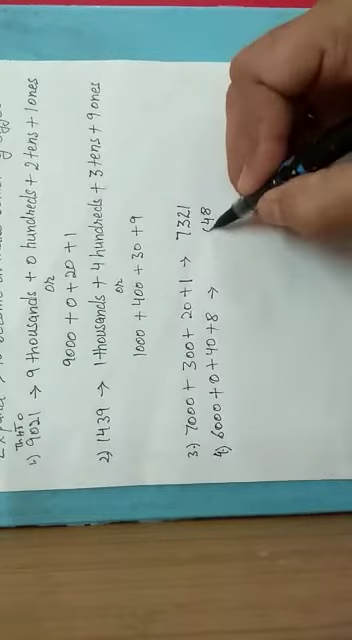 Th H T O
1) 9021 → 9 thousands + 0 hundreds + 2 tens + 1 ones
or
9000 + 0 + 20 + 1
2) 1439 → 1 thousands + 4 hundreds + 3 tens + 9 ones
or
1000 + 400 + 30 + 9
3) 7000 + 300 + 20 + 1 → 7321
4) 6000 + 0 + 40 + 8 → 48